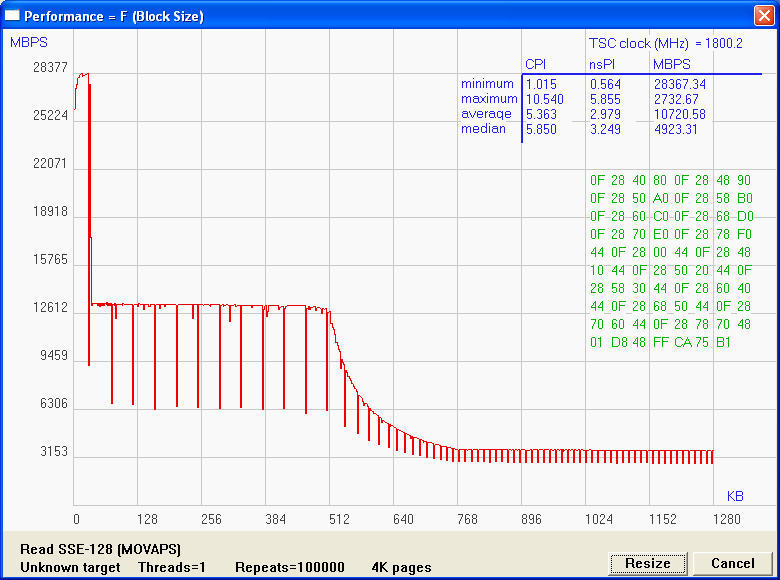 Performance = F (Block Size)
MBPS
TSC clock (MHz) = 1800.2
CPI nsPI MBPS
minimum 1.015 0.564 28367.34
maximum 10.540 5.855 2732.67
average 5.363 2.979 10720.58
median 5.850 3.249 4923.31
28377
25224
22071
18918
15765
12612
9459
6306
3153
0F 28 40 80 0F 28 48 90
0F 28 50 A0 0F 28 58 B0
0F 28 60 C0 0F 28 68 D0
0F 28 70 E0 0F 28 78 F0
44 0F 28 00 44 0F 28 48
10 44 0F 28 50 20 44 0F
28 58 30 44 0F 28 60 40
44 0F 28 68 50 44 0F 28
70 60 44 0F 28 78 70 48
01 D8 48 FF CA 75 B1
KB
0 128 256 384 512 640 768 896 1024 1152 1280
Read SSE-128 (MOVAPS)
Unknown target Threads=1 Repeats=100000 4K pages
Resize Cancel